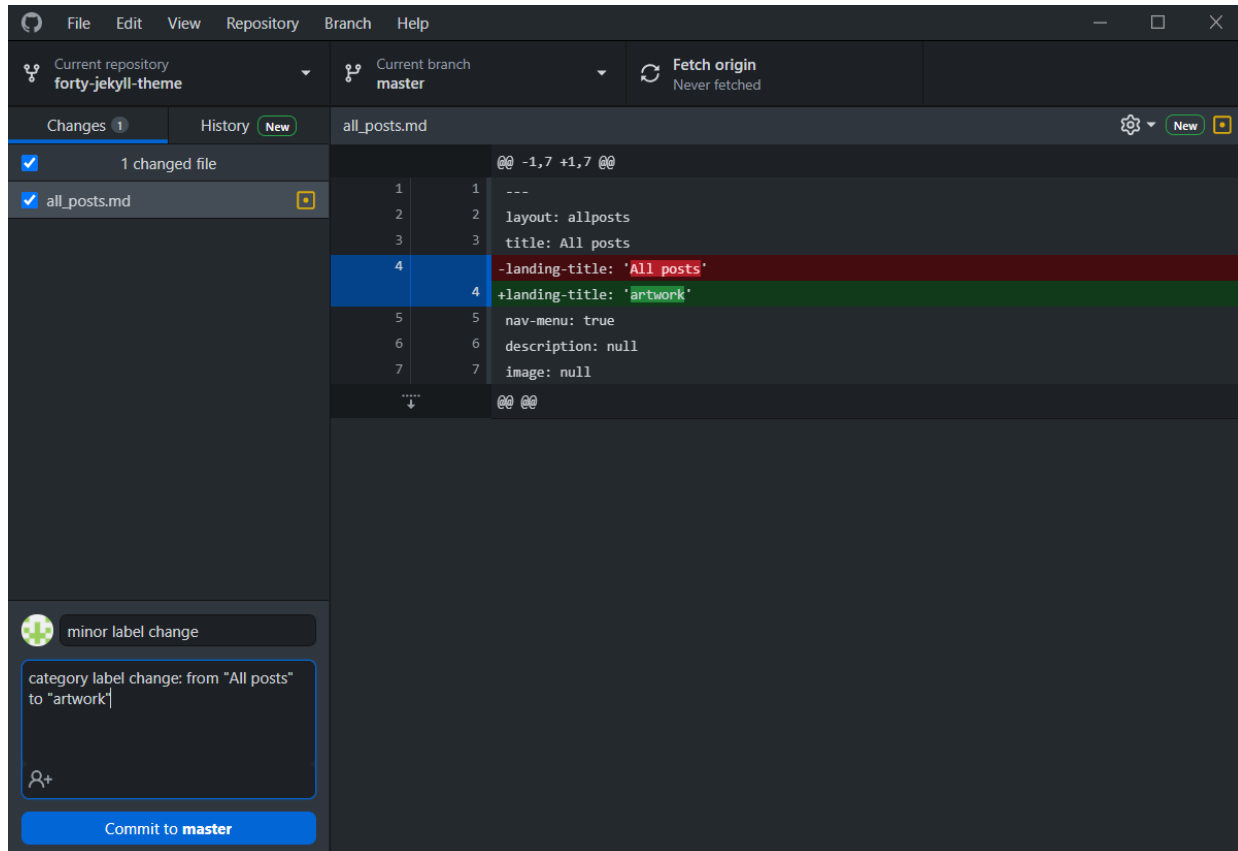 File Edit View Repository Branch Help
Current repository
forty-jekyll-theme
Current branch
master
Fetch origin
Never fetched
Changes 1
History New
all_posts.md
New
1 changed file
all_posts.md
@@ -1,7 +1,7 @@
1 1 ---
2 2 layout: allposts
3 3 title: All posts
4 -landing-title: 'All posts'
4 +landing-title: 'artwork'
5 5 nav-menu: true
6 6 description: null
7 7 image: null
@@ @@
minor label change
category label change: from "All posts"
to "artwork"
Commit to master